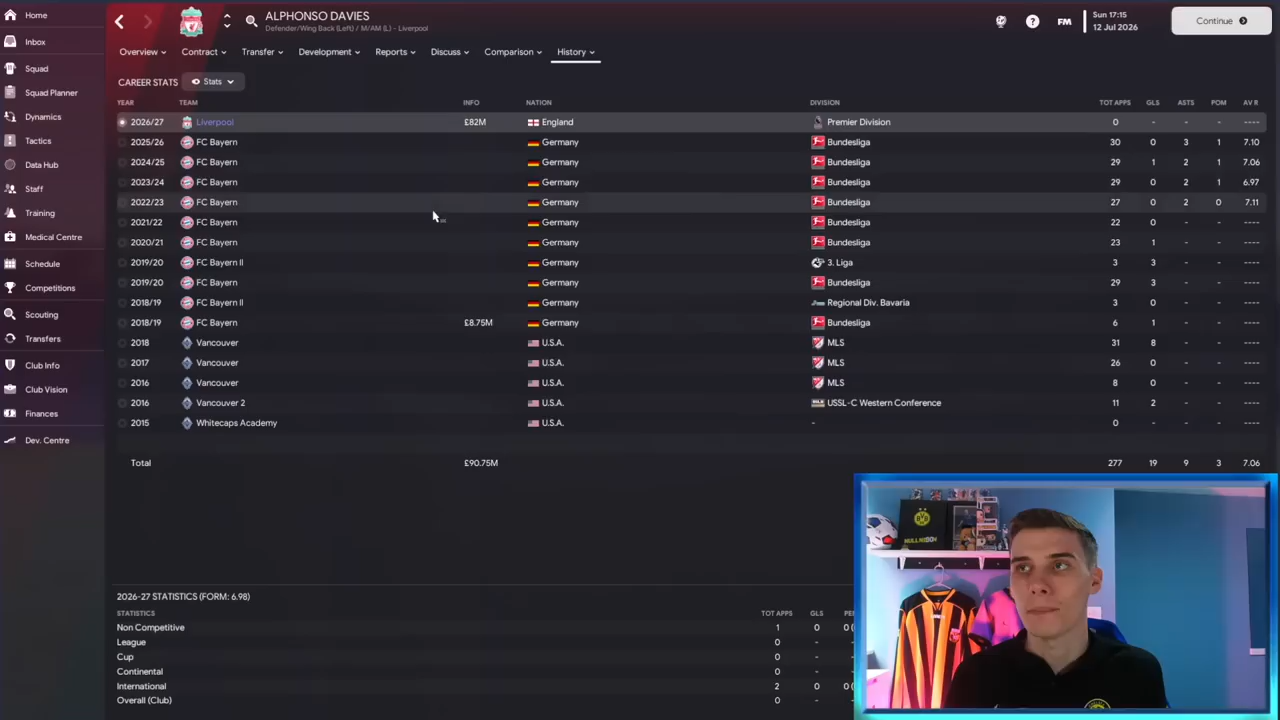 Home
Inbox
Squad
Squad Planner
Dynamics
Tactics
Data Hub
Staff
Training
Medical Centre
Schedule
Competitions
Scouting
Transfers
Club Info
Club Vision
Finances
Dev. Centre
ALPHONSO DAVIES
Defender/Wing Back (Left) / M/AM (L) - Liverpool
? FM Sun 17:15
12 Jul 2026
Continue
Overview Contract Transfer Development Reports Discuss Comparison History
CAREER STATS Stats
YEAR TEAM INFO NATION DIVISION TOT APPS GLS ASTS POM AV R
2026/27 Liverpool £82M England Premier Division 0 - - - ----
2025/26 FC Bayern Germany Bundesliga 30 0 3 1 7.10
2024/25 FC Bayern Germany Bundesliga 29 1 2 1 7.06
2023/24 FC Bayern Germany Bundesliga 29 0 2 1 6.97
2022/23 FC Bayern Germany Bundesliga 27 0 2 0 7.11
2021/22 FC Bayern Germany Bundesliga 22 0 - - ----
2020/21 FC Bayern Germany Bundesliga 23 1 - - ----
2019/20 FC Bayern II Germany 3. Liga 3 3 - - ----
2019/20 FC Bayern Germany Bundesliga 29 3 - - ----
2018/19 FC Bayern II Germany Regional Div. Bavaria 3 0 - - ----
2018/19 FC Bayern £8.75M Germany Bundesliga 6 1 - - ----
2018 Vancouver U.S.A. MLS 31 8 - - ----
2017 Vancouver U.S.A. MLS 26 0 - - ----
2016 Vancouver U.S.A. MLS 8 0 - - ----
2016 Vancouver 2 U.S.A. USSL-C Western Conference 11 2 - - ----
2015 Whitecaps Academy U.S.A. - 0 - - - ----
Total £90.75M 277 19 9 3 7.06
2026-27 STATISTICS (FORM: 6.98)
STATISTICS TOT APPS GLS PE
Non Competitive 1 0 0 (
League 0 - -
Cup 0 - -
Continental 0 - -
International 2 0 0 (
Overall (Club) 0 - -